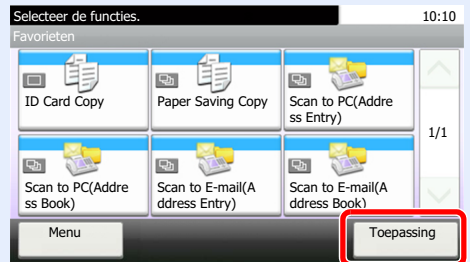 Selecteer de functies. 10:10
Favorieten
ID Card Copy
Paper Saving Copy
Scan to PC(Addre
ss Entry)
1/1
Scan to PC(Addre
ss Book)
Scan to E-mail(A
ddress Entry)
Scan to E-mail(A
ddress Book)
Menu
Toepassing